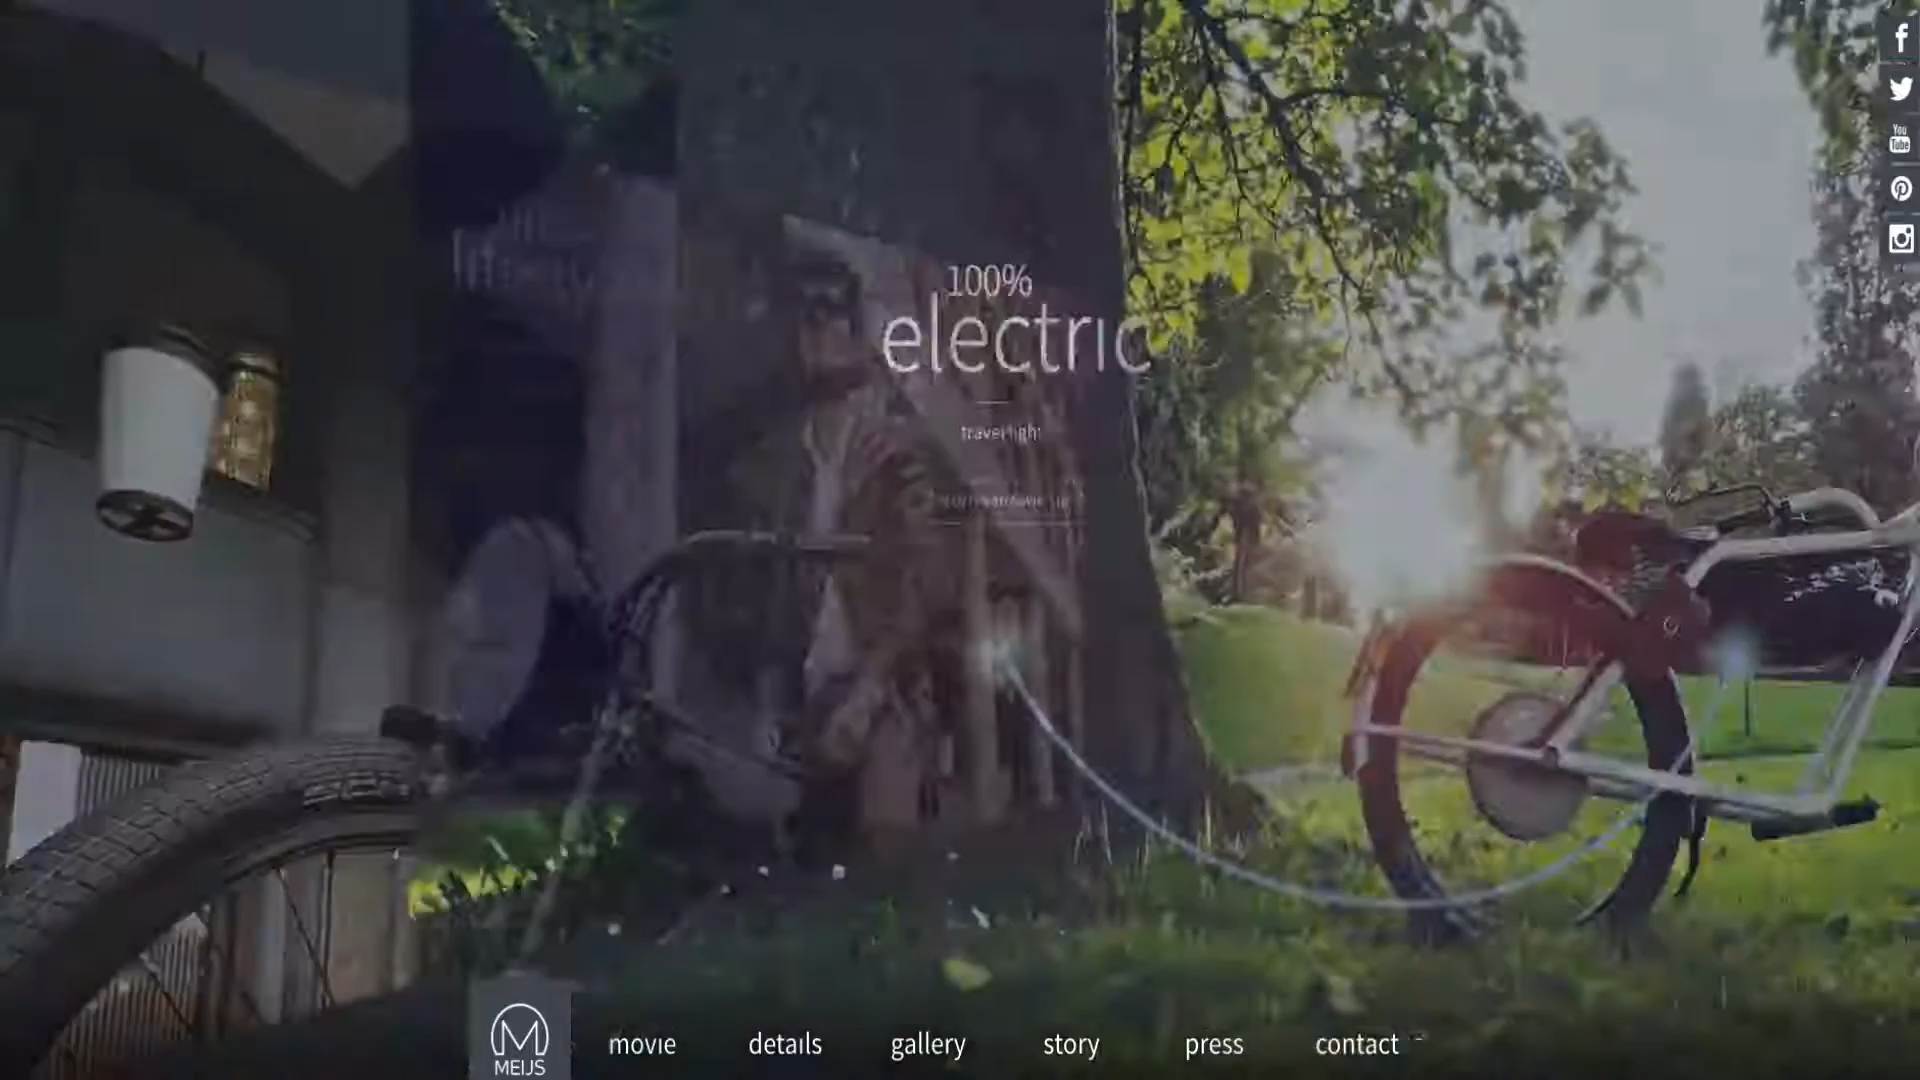 100%
electric
travel light
You
Tube
MEIJS
movie
details
gallery
story
press
contact